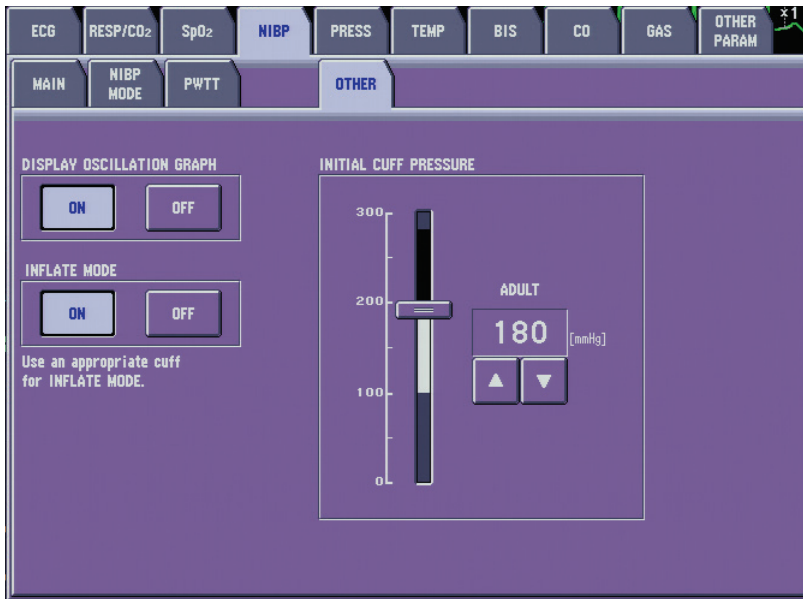 ECG RESP/CO2 SpO2 NIBP PRESS TEMP BIS CO GAS OTHER PARAM x1
MAIN NIBP MODE PWTT OTHER
DISPLAY OSCILLATION GRAPH
ON OFF
INFLATE MODE
ON OFF
Use an appropriate cuff
for INFLATE MODE.
INITIAL CUFF PRESSURE
300
200
100
0
ADULT
180 [mmHg]